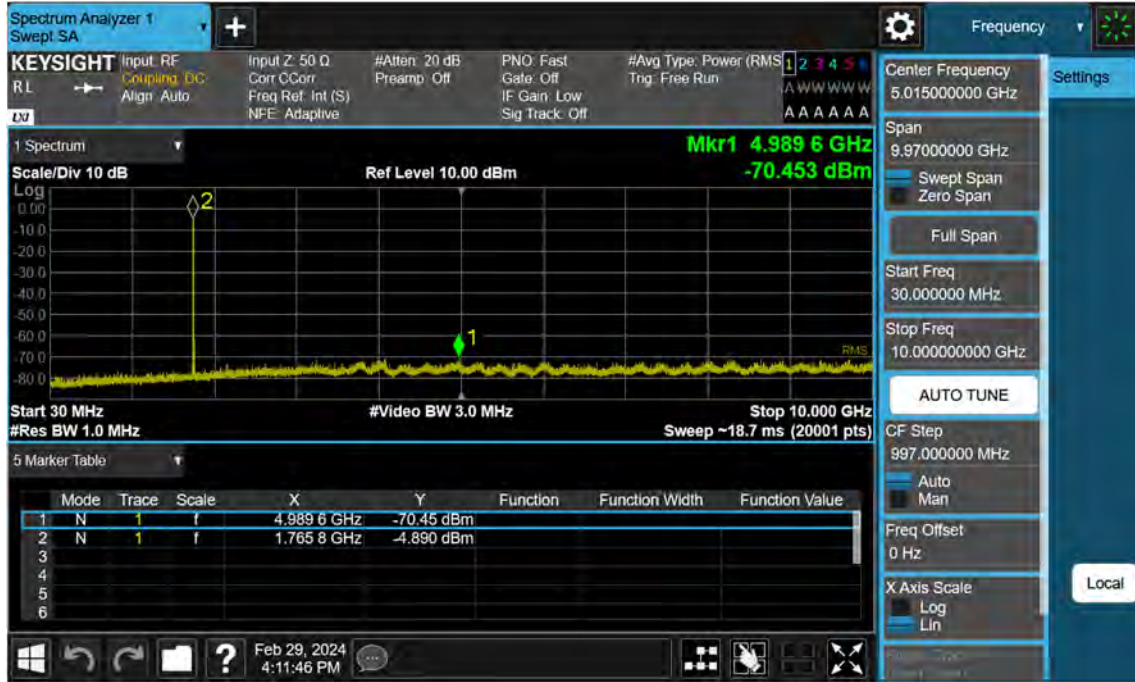 Spectrum Analyzer 1
Swept SA
+
Frequency
KEYSIGHT Input: RF Input Z: 50 Ω #Atten: 20 dB PNO: Fast #Avg Type: Power (RMS 1 2 3 4 5 6
RL Coupling: DC Corr CCorr Preamp: Off Gate: Off Trig: Free Run A W W W W W
Align: Auto Freq Ref: Int (S) IF Gain: Low
NFE: Adaptive Sig Track: Off A A A A A A
LXI
1 Spectrum
Mkr1 4.989 6 GHz
Scale/Div 10 dB Ref Level 10.00 dBm -70.453 dBm
Log
0.00
-10.0
-20.0
-30.0
-40.0
-50.0
-60.0
-70.0
-80.0
2
1
RMS
Start 30 MHz #Video BW 3.0 MHz Stop 10.000 GHz
#Res BW 1.0 MHz Sweep ~18.7 ms (20001 pts)
5 Marker Table
Mode Trace Scale X Y Function Function Width Function Value
1 N 1 f 4.989 6 GHz -70.45 dBm
2 N 1 f 1.765 8 GHz -4.890 dBm
3
4
5
6
Feb 29, 2024
4:11:46 PM
Center Frequency
5.015000000 GHz
Span
9.97000000 GHz
Swept Span
Zero Span
Full Span
Start Freq
30.000000 MHz
Stop Freq
10.000000000 GHz
AUTO TUNE
CF Step
997.000000 MHz
Auto
Man
Freq Offset
0 Hz
X Axis Scale
Log
Lin
Settings
Local